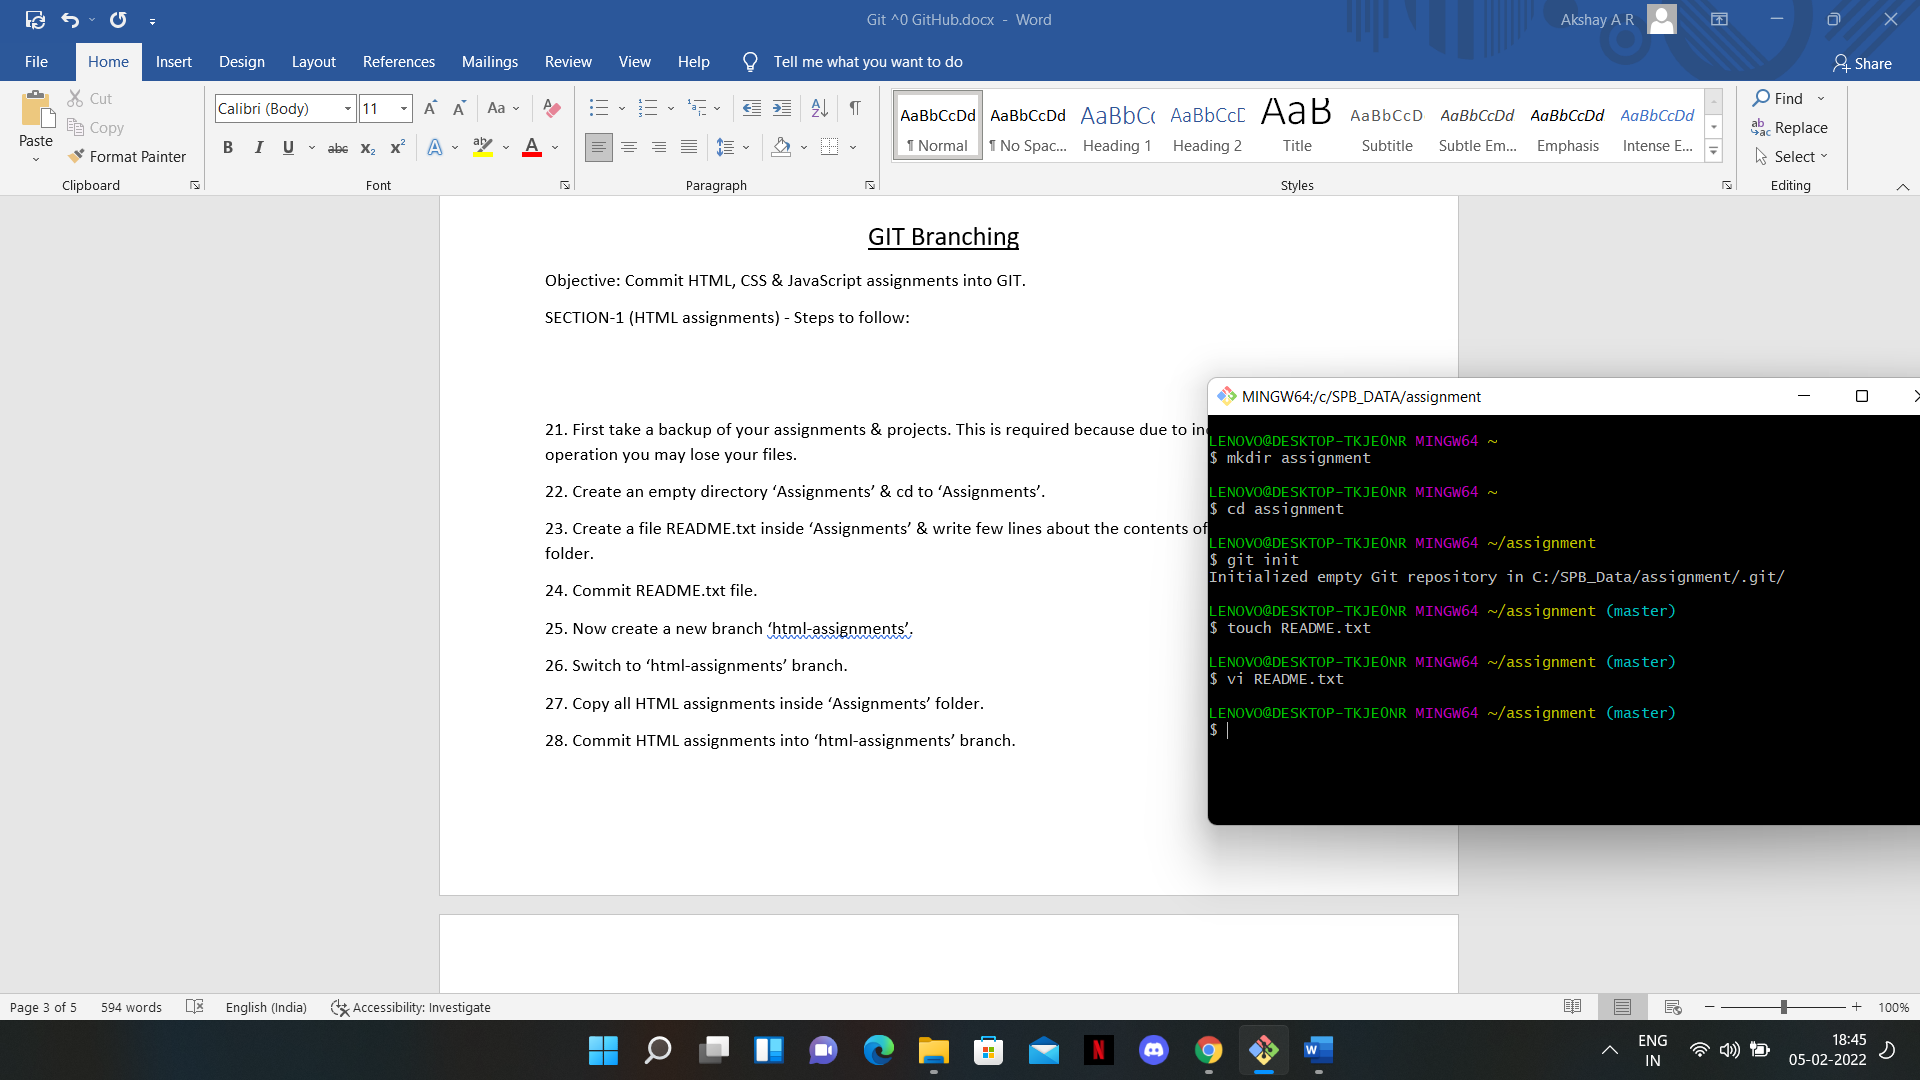 Git ^0 GitHub.docx - Word
Akshay A R
File Home Insert Design Layout References Mailings Review View Help Tell me what you want to do
Share
Paste
Cut
Copy
Format Painter
Clipboard
Calibri (Body) 11
Font
Paragraph
AaBbCcDd AaBbCcDd AaBbCc AaBbCcD AaB AaBbCcD AaBbCcDd AaBbCcDd AaBbCcDd
¶ Normal ¶ No Spac... Heading 1 Heading 2 Title Subtitle Subtle Em... Emphasis Intense E...
Styles
Find
Replace
Select
Editing
GIT Branching
Objective: Commit HTML, CSS & JavaScript assignments into GIT.
SECTION-1 (HTML assignments) - Steps to follow:
21. First take a backup of your assignments & projects. This is required because due to in
operation you may lose your files.
22. Create an empty directory ‘Assignments’ & cd to ‘Assignments’.
23. Create a file README.txt inside ‘Assignments’ & write few lines about the contents of
folder.
24. Commit README.txt file.
25. Now create a new branch ‘html-assignments’.
26. Switch to ‘html-assignments’ branch.
27. Copy all HTML assignments inside ‘Assignments’ folder.
28. Commit HTML assignments into ‘html-assignments’ branch.
MINGW64:/c/SPB_DATA/assignment
LENOVO@DESKTOP-TKJE0NR MINGW64 ~
$ mkdir assignment
LENOVO@DESKTOP-TKJE0NR MINGW64 ~
$ cd assignment
LENOVO@DESKTOP-TKJE0NR MINGW64 ~/assignment
$ git init
Initialized empty Git repository in C:/SPB_Data/assignment/.git/
LENOVO@DESKTOP-TKJE0NR MINGW64 ~/assignment (master)
$ touch README.txt
LENOVO@DESKTOP-TKJE0NR MINGW64 ~/assignment (master)
$ vi README.txt
LENOVO@DESKTOP-TKJE0NR MINGW64 ~/assignment (master)
$
Page 3 of 5 594 words English (India) Accessibility: Investigate
100%
ENG
IN
18:45
05-02-2022